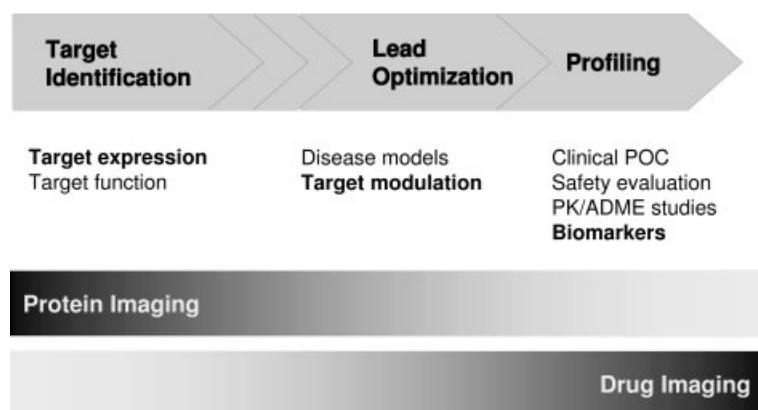 Target
Identification
Lead
Optimization
Profiling
Target expression
Target function
Disease models
Target modulation
Clinical POC
Safety evaluation
PK/ADME studies
Biomarkers
Protein Imaging
Drug Imaging